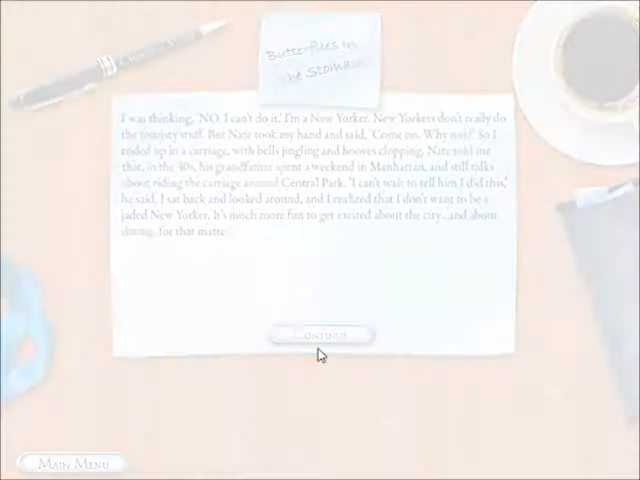 Butterflies in
the Stomach
I was thinking, 'NO. I can't do it.' I'm a New Yorker. New Yorkers don't really do
the touristy stuff. But Nate took my hand and said, 'Come on. Why not?' So I
ended up in a carriage, with bells jingling and hooves clopping. Nate told me
that, in the 40s, his grandfather spent a weekend in Manhattan, and still talks
about riding the carriage around Central Park. 'I can't wait to tell him I did this,'
he said. I sat back and looked around, and I realized that I don't want to be a
jaded New Yorker. It's much more fun to get excited about the city...and about
dating, for that matter.
Continue
Main Menu